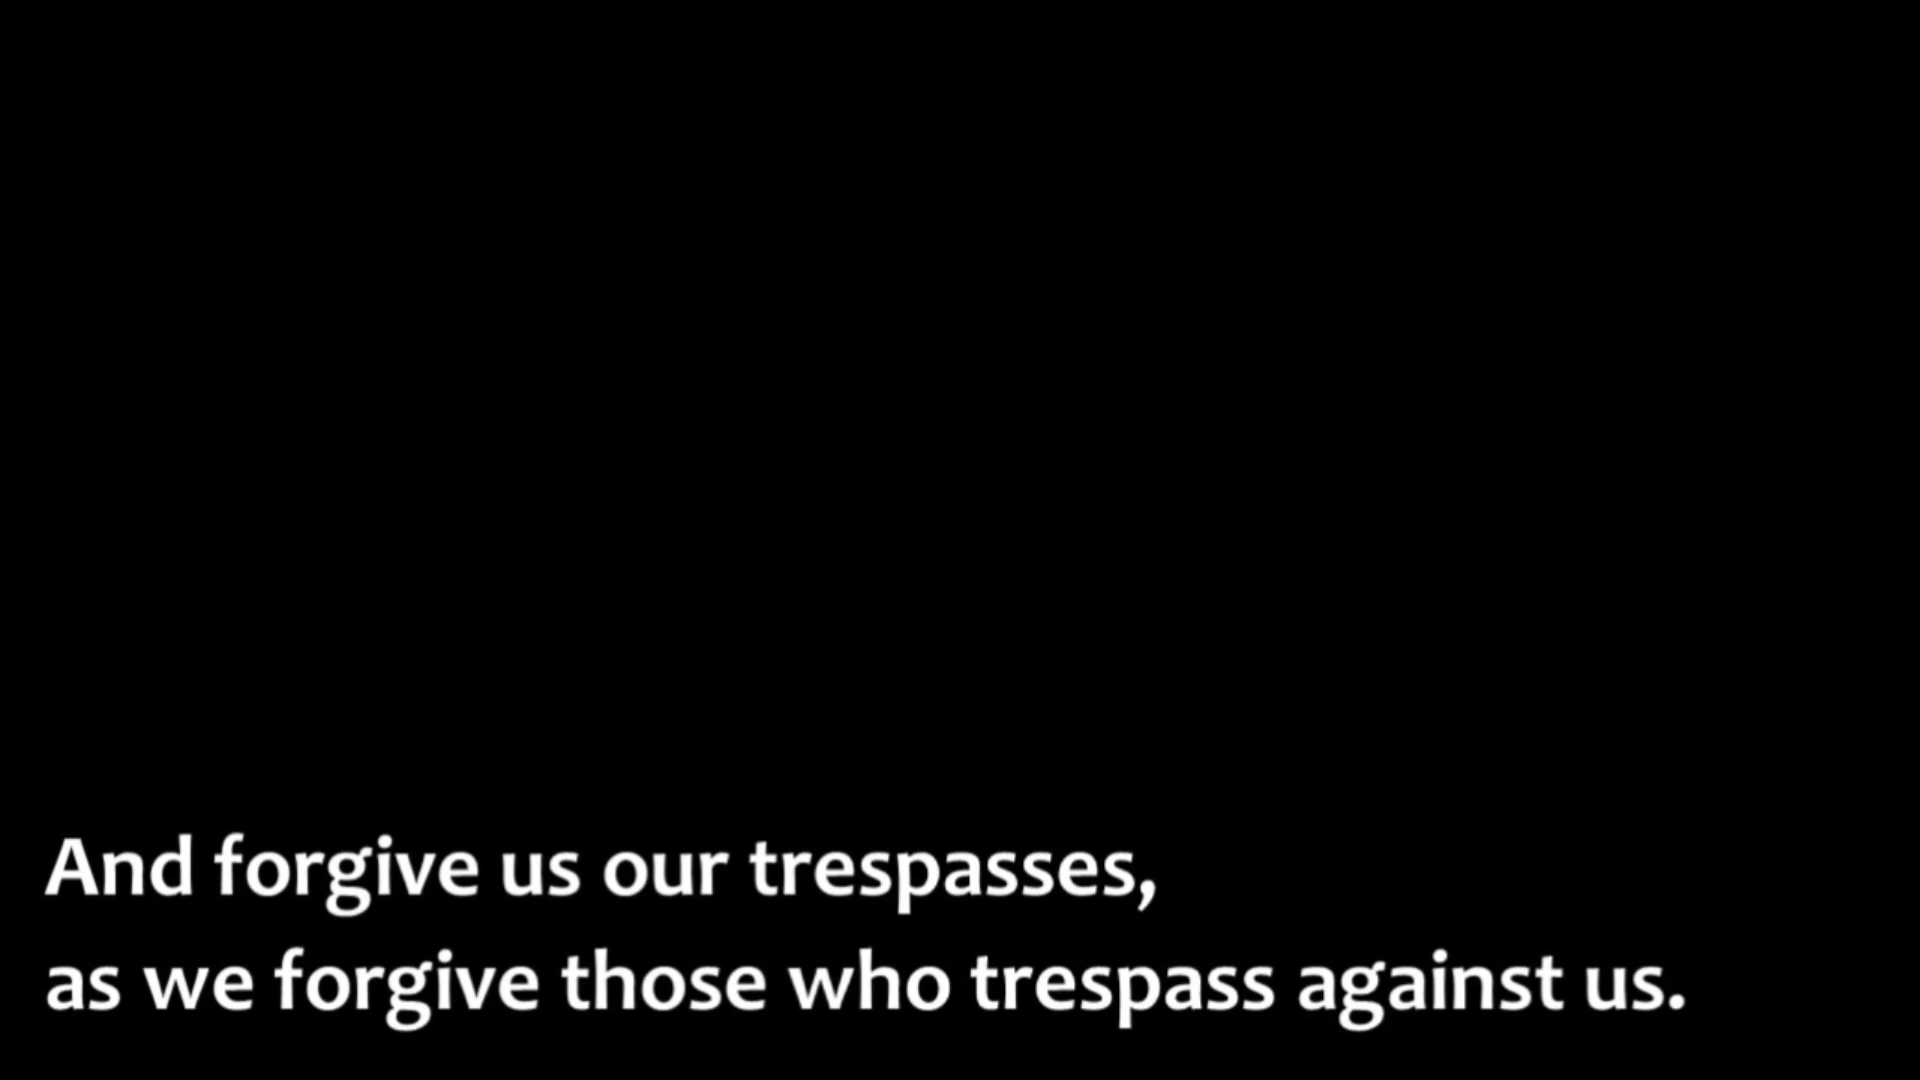 And forgive us our trespasses,
as we forgive those who trespass against us.